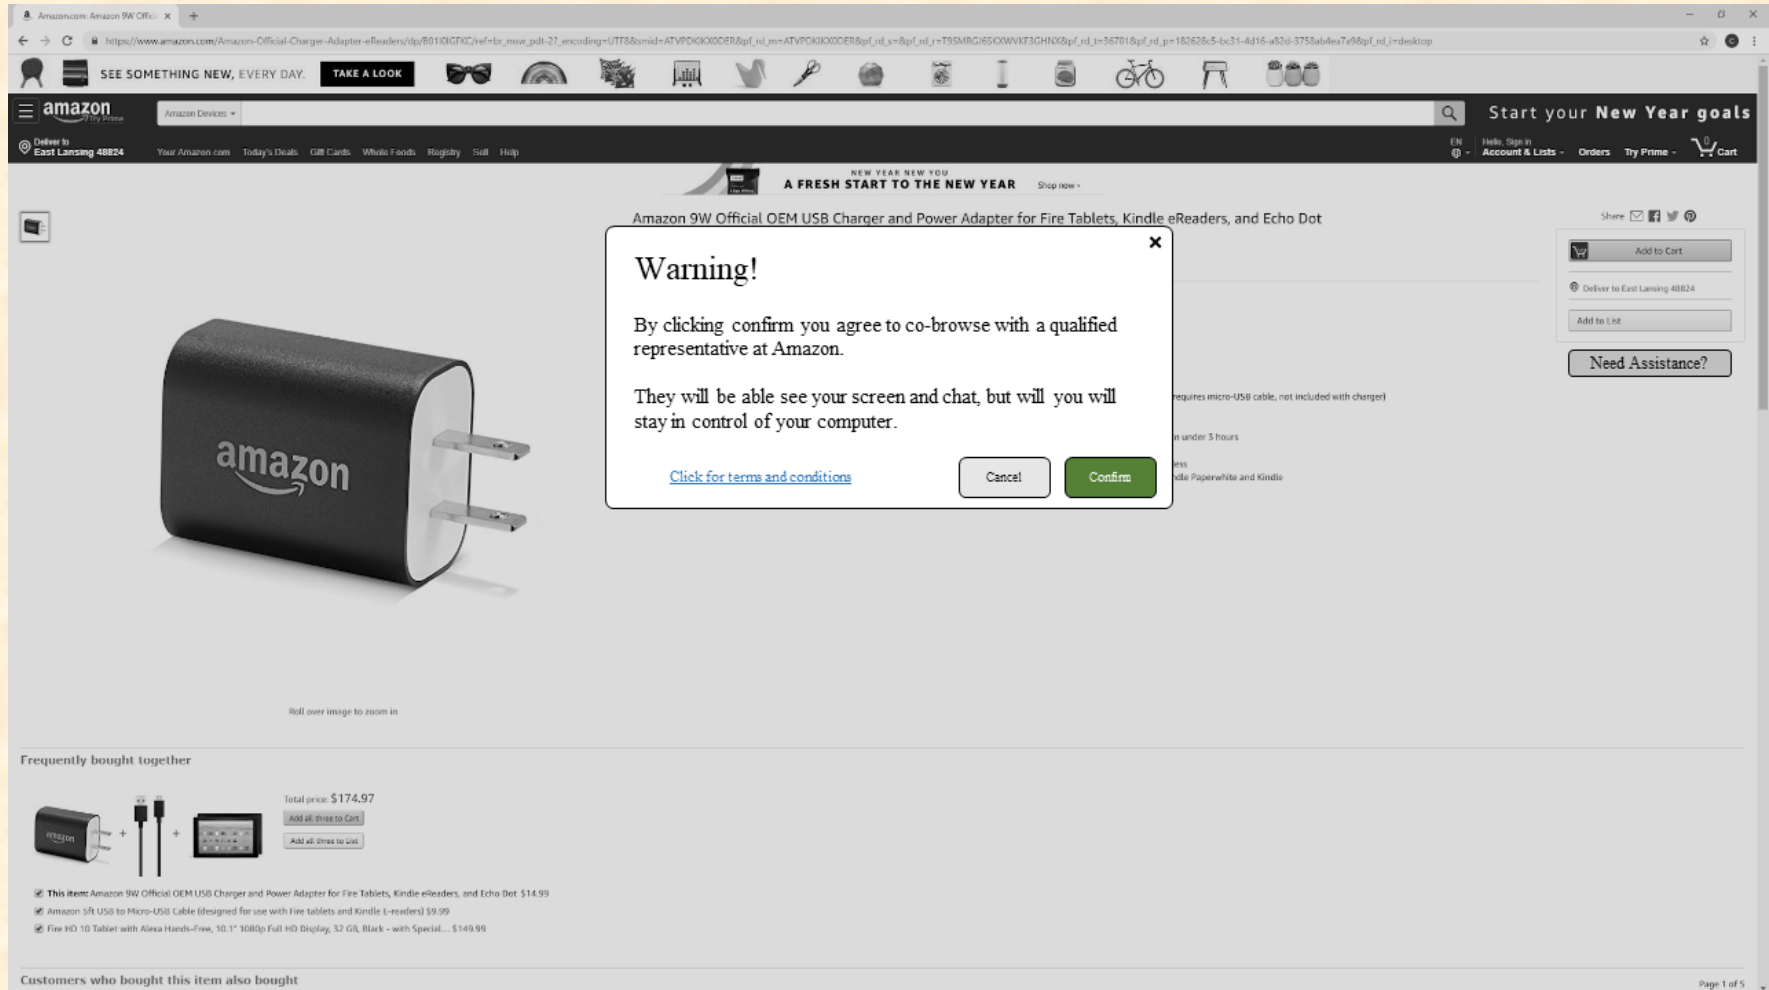 Amazon.com: Amazon 9W Offici
SEE SOMETHING NEW, EVERY DAY. TAKE A LOOK
amazon
Try Prime
Amazon Devices
Start your New Year goals
Deliver to
East Lansing 48824
Your Amazon.com Today's Deals Gift Cards Whole Foods Registry Sell Help
EN
Hello, Sign in
Account & Lists Orders Try Prime 0 Cart
NEW YEAR NEW YOU
A FRESH START TO THE NEW YEAR Shop now
Amazon 9W Official OEM USB Charger and Power Adapter for Fire Tablets, Kindle eReaders, and Echo Dot
Share
Add to Cart
Deliver to East Lansing 48824
Add to List
Need Assistance?
Warning!
By clicking confirm you agree to co-browse with a qualified
representative at Amazon.
They will be able see your screen and chat, but will you will
stay in control of your computer.
Click for terms and conditions Cancel Confirm
requires micro-USB cable, not included with charger)
n under 3 hours
less
ndle Paperwhite and Kindle
amazon
Roll over image to zoom in
Frequently bought together
Total price: $174.97
Add all three to Cart
Add all three to List
amazon + +
This item: Amazon 9W Official OEM USB Charger and Power Adapter for Fire Tablets, Kindle eReaders, and Echo Dot $14.99
Amazon 5ft USB to Micro-USB Cable (designed for use with Fire tablets and Kindle E-readers) $9.99
Fire HD 10 Tablet with Alexa Hands-Free, 10.1" 1080p Full HD Display, 32 GB, Black - with Special... $149.99
Customers who bought this item also bought
Page 1 of 5